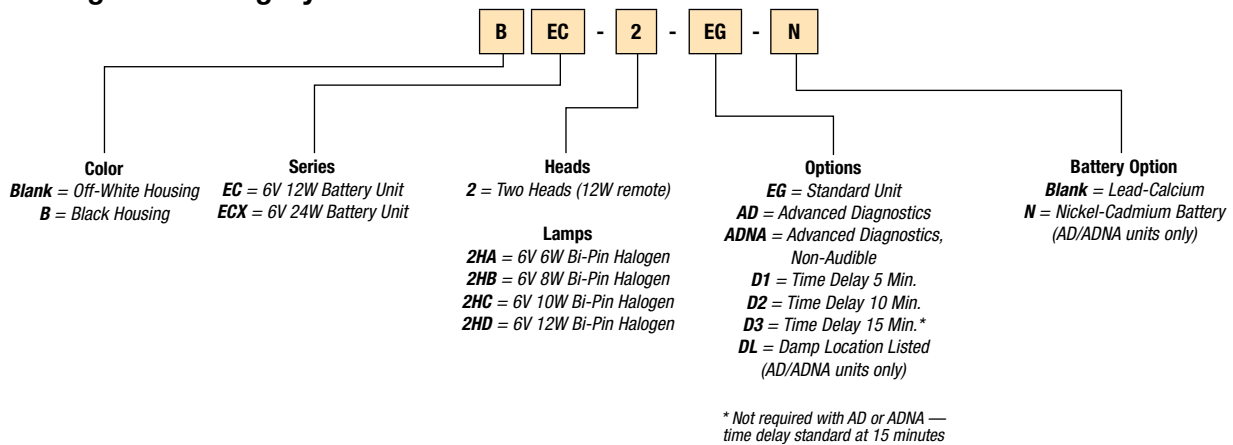 B EC - 2 - EG - N
Color
Blank = Off-White Housing
B = Black Housing
Series
EC = 6V 12W Battery Unit
ECX = 6V 24W Battery Unit
Heads
2 = Two Heads (12W remote)
Lamps
2HA = 6V 6W Bi-Pin Halogen
2HB = 6V 8W Bi-Pin Halogen
2HC = 6V 10W Bi-Pin Halogen
2HD = 6V 12W Bi-Pin Halogen
Options
EG = Standard Unit
AD = Advanced Diagnostics
ADNA = Advanced Diagnostics,
Non-Audible
D1 = Time Delay 5 Min.
D2 = Time Delay 10 Min.
D3 = Time Delay 15 Min.*
DL = Damp Location Listed
(AD/ADNA units only)
* Not required with AD or ADNA —
time delay standard at 15 minutes
Battery Option
Blank = Lead-Calcium
N = Nickel-Cadmium Battery
(AD/ADNA units only)